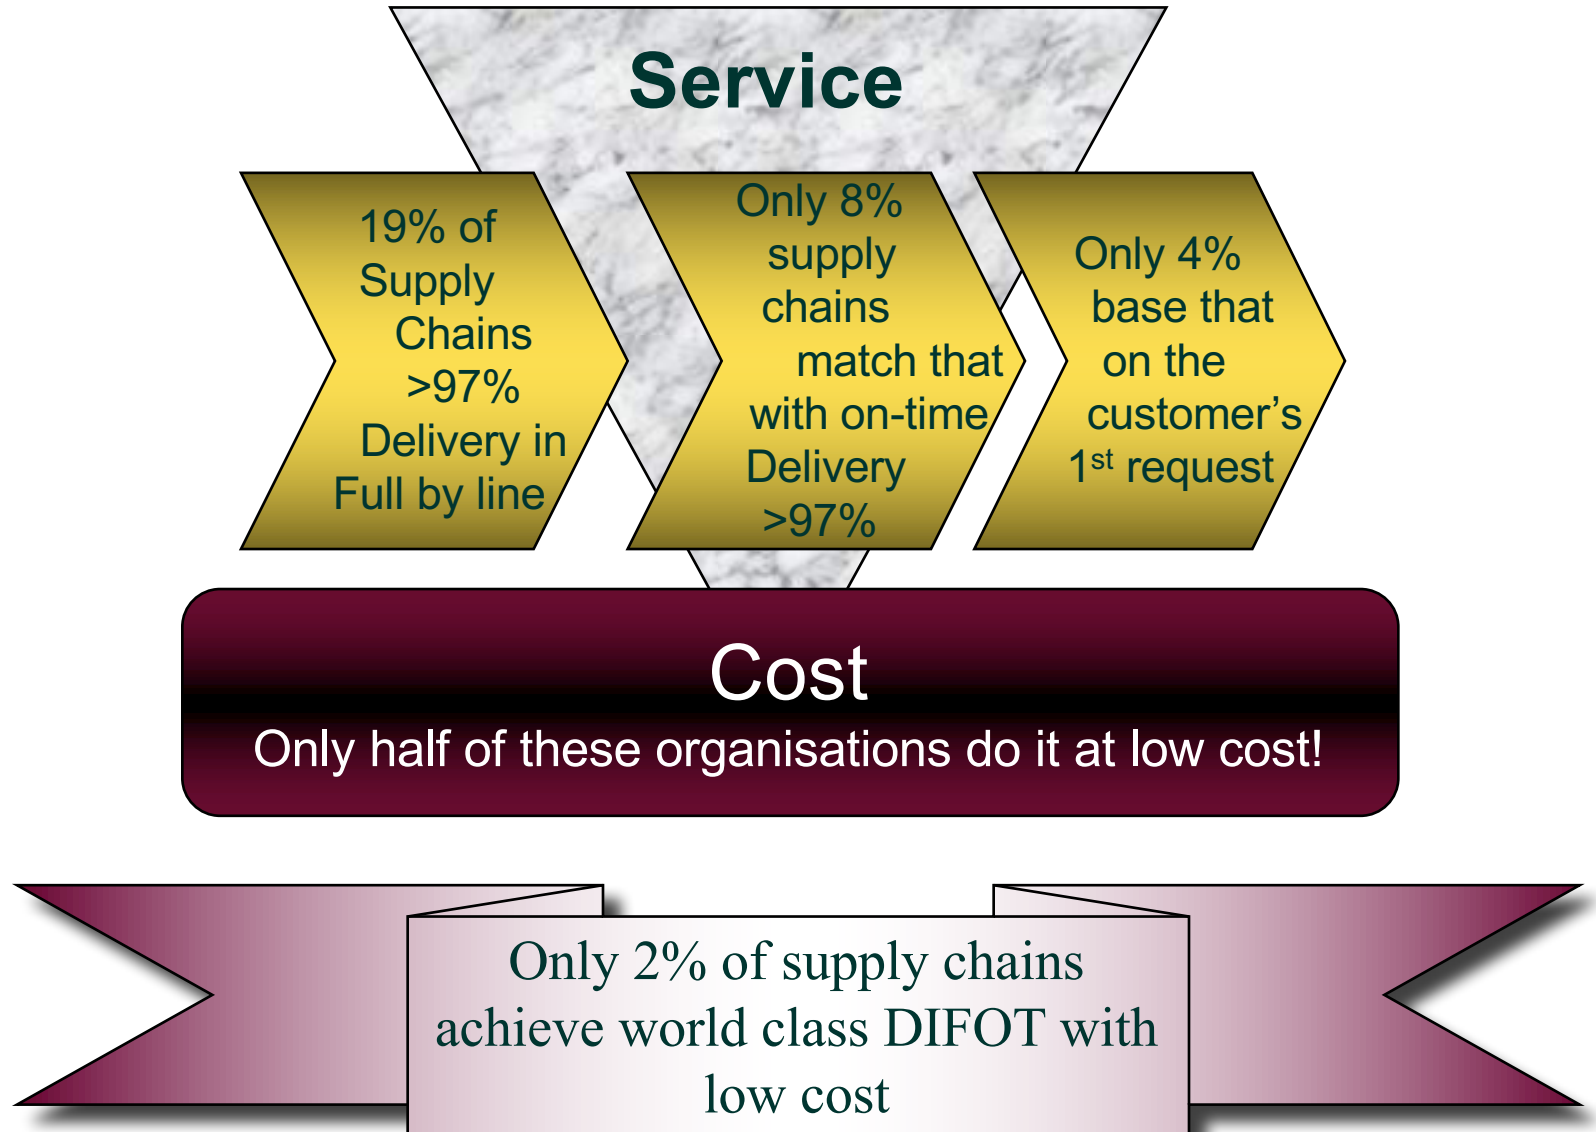 Service
19% of
Supply
Chains
>97%
Delivery in
Full by line
Only 8%
supply
chains
match that
with on-time
Delivery
>97%
Only 4%
base that
on the
customer’s
1st request
Cost
Only half of these organisations do it at low cost!
Only 2% of supply chains
achieve world class DIFOT with
low cost